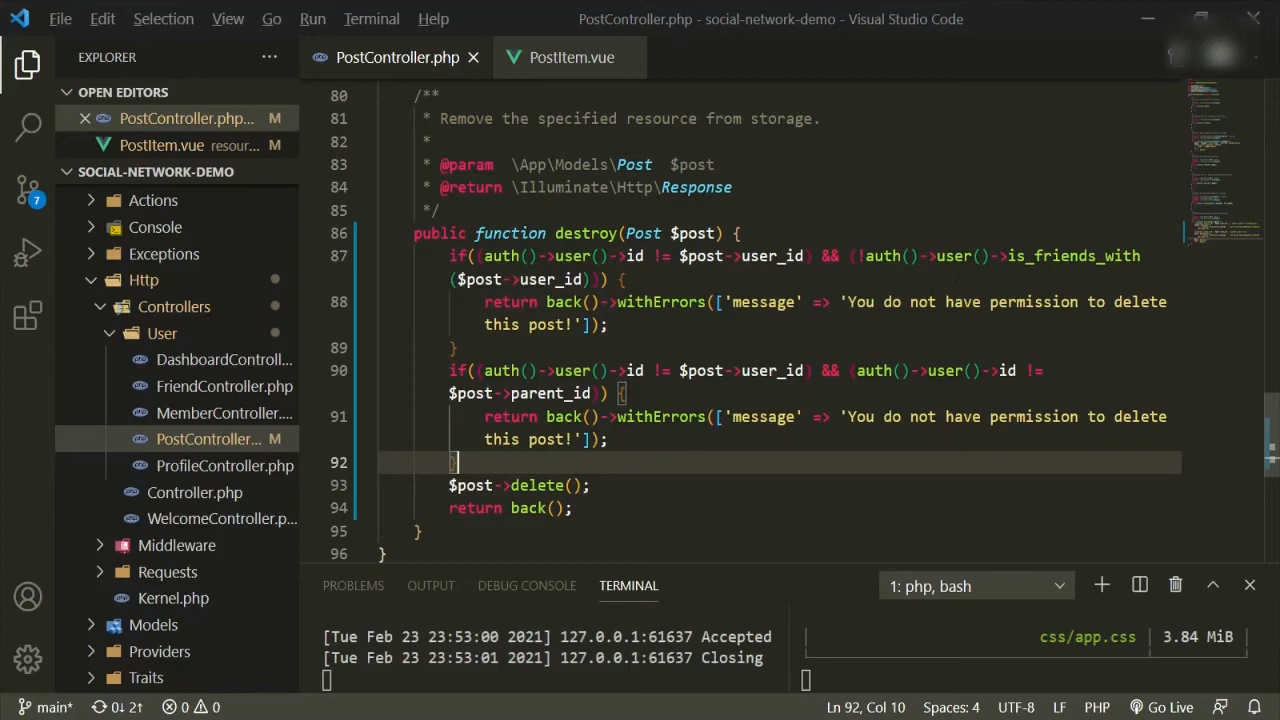 File Edit Selection View Go Run Terminal Help PostController.php - social-network-demo - Visual Studio Code
EXPLORER
OPEN EDITORS
PostController.php... M
PostItem.vue resour... M
SOCIAL-NETWORK-DEMO
Actions
Console
Exceptions
Http
Controllers
User
DashboardControll...
FriendController.php
MemberController....
PostController... M
ProfileController.php
Controller.php
WelcomeController.p...
Middleware
Requests
Kernel.php
Models
Providers
Traits
7
PostController.php PostItem.vue
80 /**
81 * Remove the specified resource from storage.
82 *
83 * @param \App\Models\Post $post
84 * @return \Illuminate\Http\Response
85 */
86 public function destroy(Post $post) {
87 if((auth()->user()->id != $post->user_id) && (!auth()->user()->is_friends_with
($post->user_id))) {
88 return back()->withErrors(['message' => 'You do not have permission to delete
this post!']);
89 }
90 if((auth()->user()->id != $post->user_id) && (auth()->user()->id !=
$post->parent_id)) {
91 return back()->withErrors(['message' => 'You do not have permission to delete
this post!']);
92 }
93 $post->delete();
94 return back();
95 }
96 }
PROBLEMS OUTPUT DEBUG CONSOLE TERMINAL 1: php, bash
[Tue Feb 23 23:53:00 2021] 127.0.0.1:61637 Accepted
[Tue Feb 23 23:53:01 2021] 127.0.0.1:61637 Closing
css/app.css | 3.84 MiB
main* 0↓ 2↑ 0 0 Ln 92, Col 10 Spaces: 4 UTF-8 LF PHP Go Live